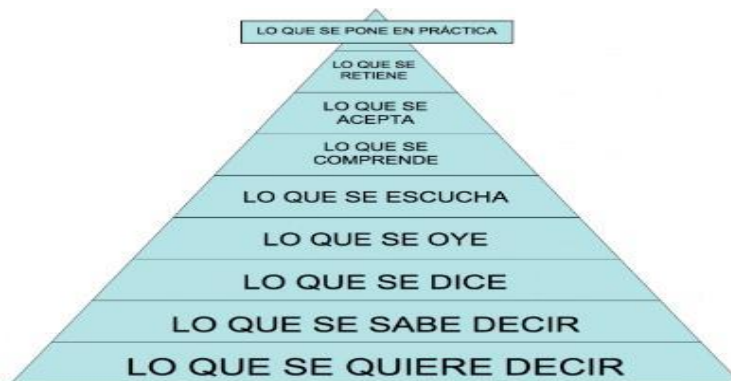 LO QUE SE PONE EN PRÁCTICA
LO QUE SE
RETIENE
LO QUE SE
ACEPTA
LO QUE SE
COMPRENDE
LO QUE SE ESCUCHA
LO QUE SE OYE
LO QUE SE DICE
LO QUE SE SABE DECIR
LO QUE SE QUIERE DECIR